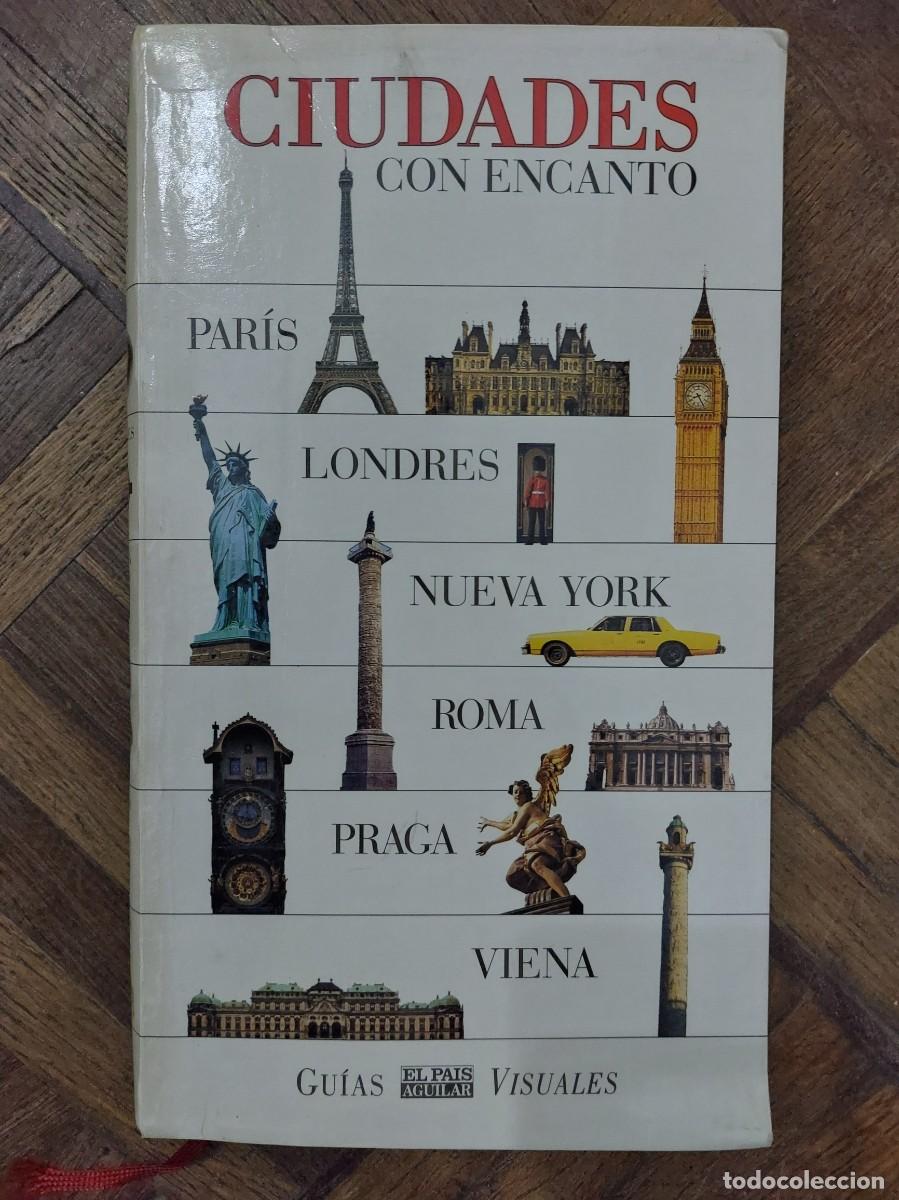 CIUDADES
CON ENCANTO
PARÍS
LONDRES
NUEVA YORK
ROMA
PRAGA
VIENA
GUÍAS EL PAIS AGUILAR VISUALES
todocoleccion